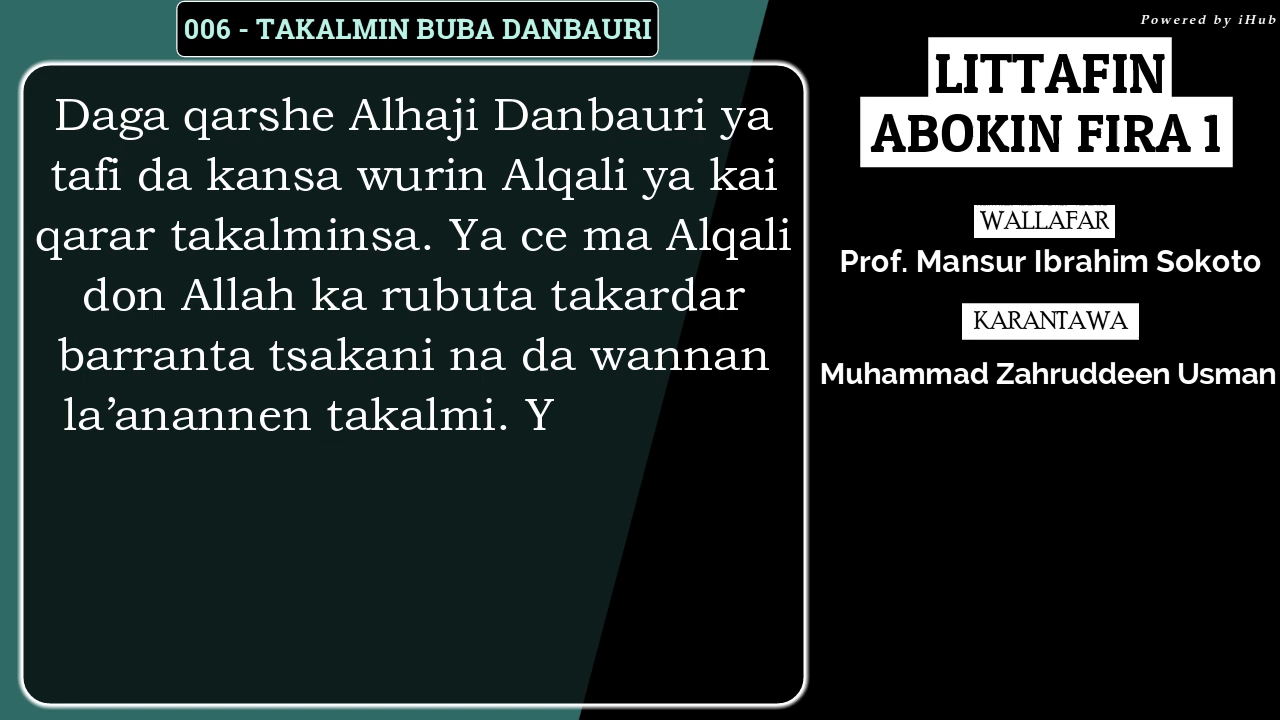 006 - TAKALMIN BUBA DANBAURI
Daga qarshe Alhaji Danbauri ya
tafi da kansa wurin Alqali ya kai
qarar takalminsa. Ya ce ma Alqali
don Allah ka rubuta takardar
barranta tsakani na da wannan
la’anannen takalmi. Y
Powered by iHub
LITTAFIN
ABOKIN FIRA 1
WALLAFAR
Prof. Mansur Ibrahim Sokoto
KARANTAWA
Muhammad Zahruddeen Usman